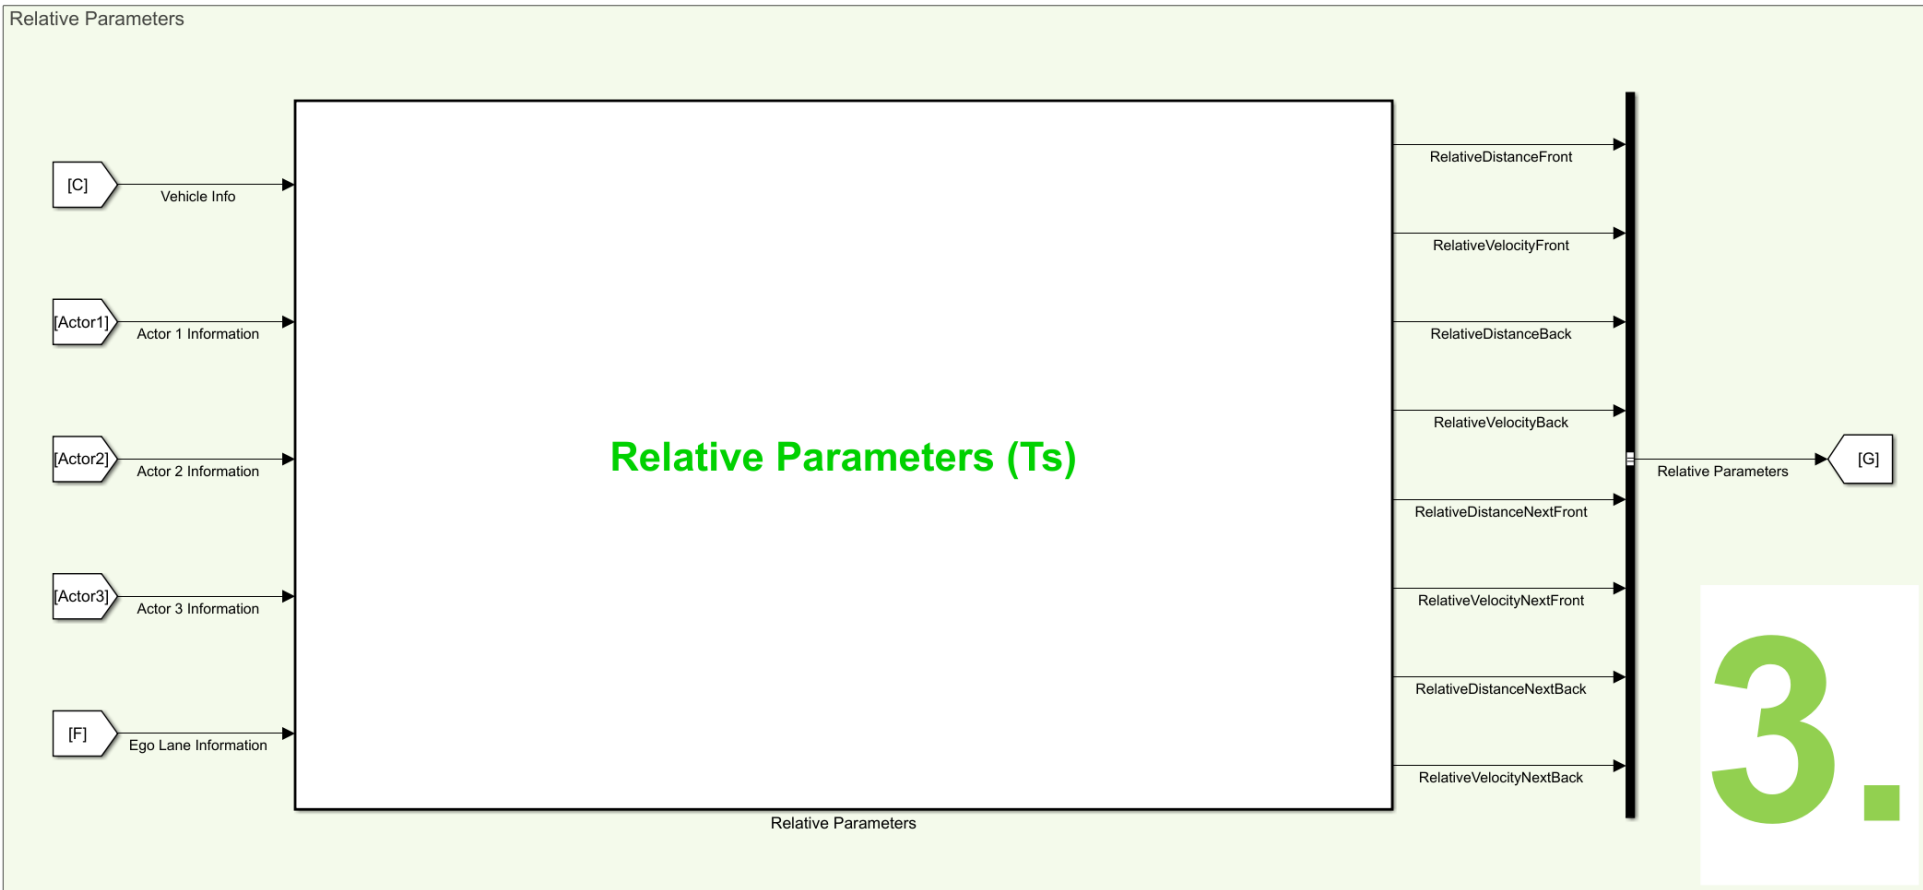 Relative Parameters
[C]
Vehicle Info
[Actor1]
Actor 1 Information
[Actor2]
Actor 2 Information
[Actor3]
Actor 3 Information
[F]
Ego Lane Information
Relative Parameters (Ts)
Relative Parameters
RelativeDistanceFront
RelativeVelocityFront
RelativeDistanceBack
RelativeVelocityBack
RelativeDistanceNextFront
RelativeVelocityNextFront
RelativeDistanceNextBack
RelativeVelocityNextBack
Relative Parameters
[G]
3.